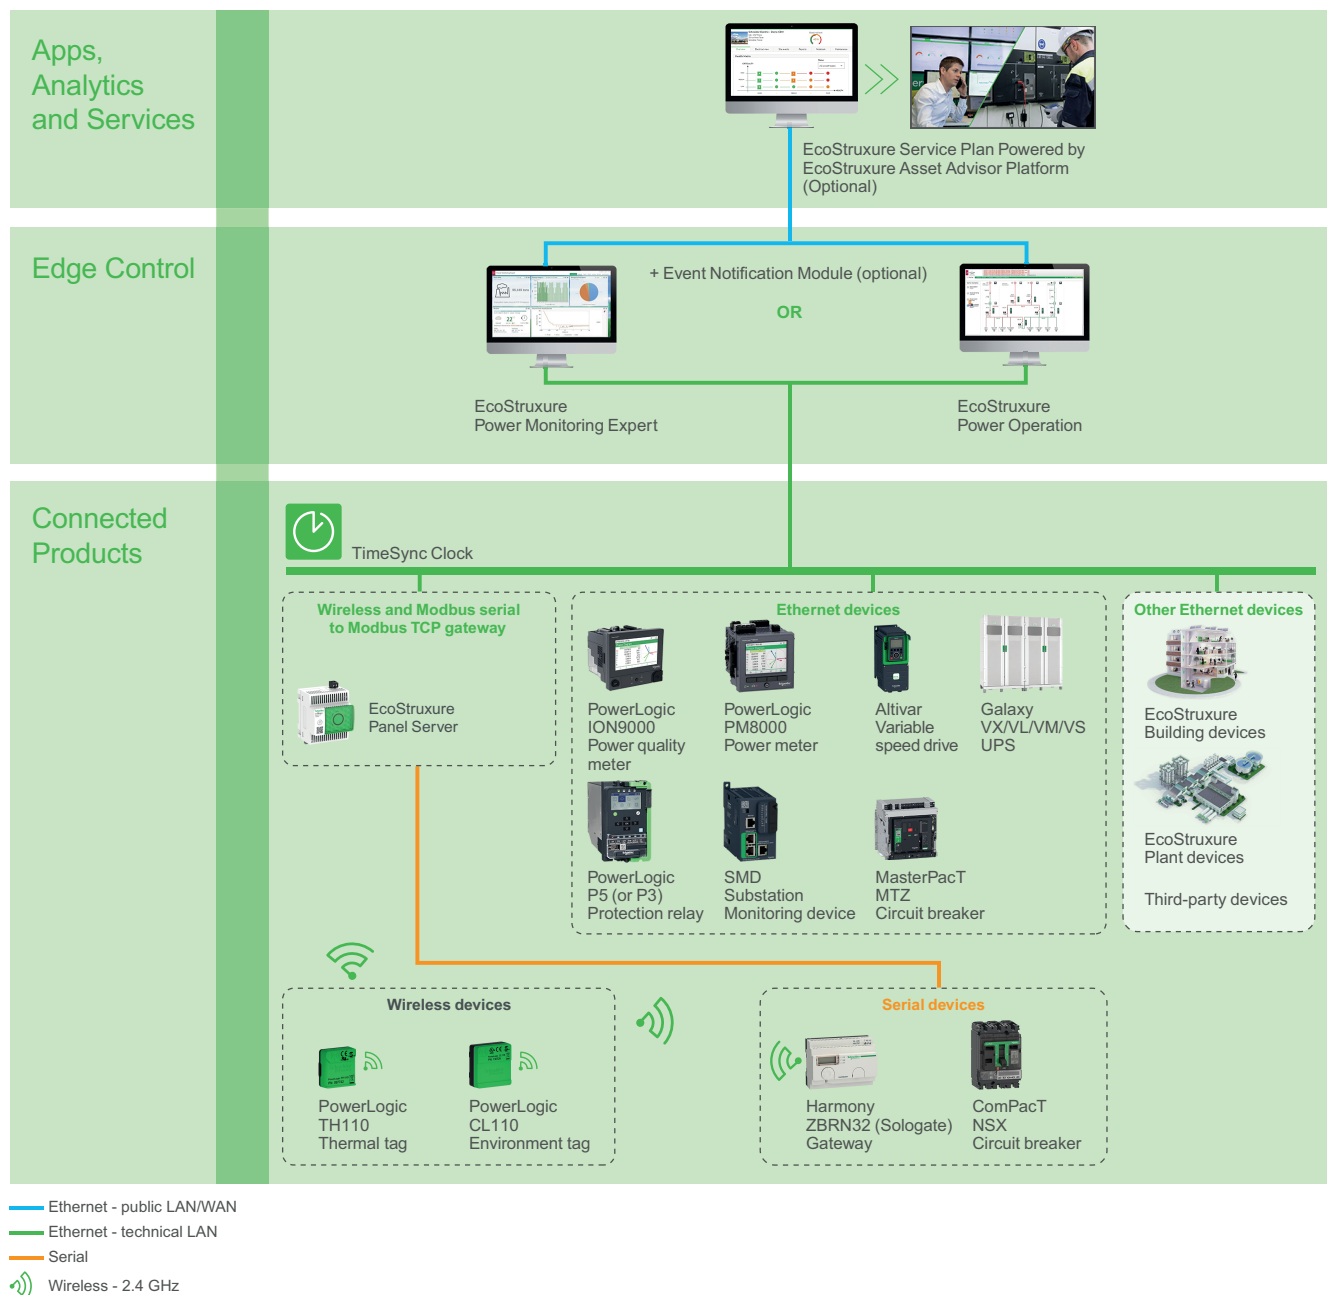 Apps,
Analytics
and Services
EcoStruxure Service Plan Powered by
EcoStruxure Asset Advisor Platform
(Optional)
Edge Control
+ Event Notification Module (optional)
OR
EcoStruxure
Power Monitoring Expert
EcoStruxure
Power Operation
Connected
Products
TimeSync Clock
Wireless and Modbus serial
to Modbus TCP gateway
EcoStruxure
Panel Server
Ethernet devices
PowerLogic
ION9000
Power quality
meter
PowerLogic
PM8000
Power meter
Altivar
Variable
speed drive
Galaxy
VX/VL/VM/VS
UPS
PowerLogic
P5 (or P3)
Protection relay
SMD
Substation
Monitoring device
MasterPacT
MTZ
Circuit breaker
Other Ethernet devices
EcoStruxure
Building devices
EcoStruxure
Plant devices
Third-party devices
Wireless devices
PowerLogic
TH110
Thermal tag
PowerLogic
CL110
Environment tag
Serial devices
Harmony
ZBRN32 (Sologate)
Gateway
ComPacT
NSX
Circuit breaker
Ethernet - public LAN/WAN
Ethernet - technical LAN
Serial
Wireless - 2.4 GHz